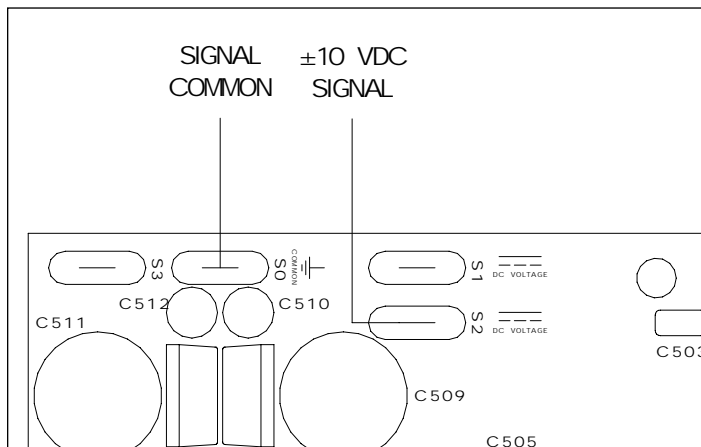 SIGNAL COMMON
±10 VDC SIGNAL
S3
S0
COMMON
S1
DC VOLTAGE
C512
C510
S2
DC VOLTAGE
C511
C503
C509
C505